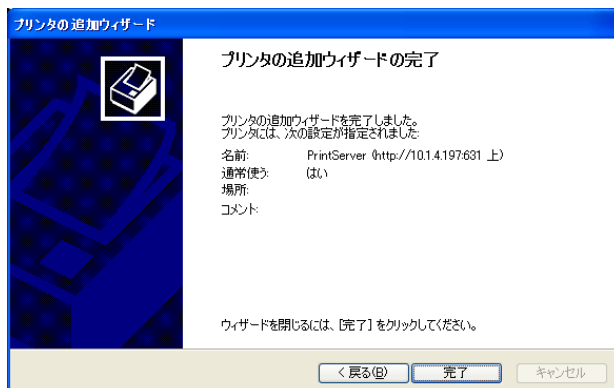 プリンタの追加ウィザード
プリンタの追加ウィザードの完了
プリンタの追加ウィザードを完了しました。
プリンタには、次の設定が指定されました:
名前: PrintServer (http://10.1.4.197:631 上)
通常使う: はい
場所:
コメント:
ウィザードを閉じるには、[完了] をクリックしてください。
< 戻る(B) 完了 キャンセル